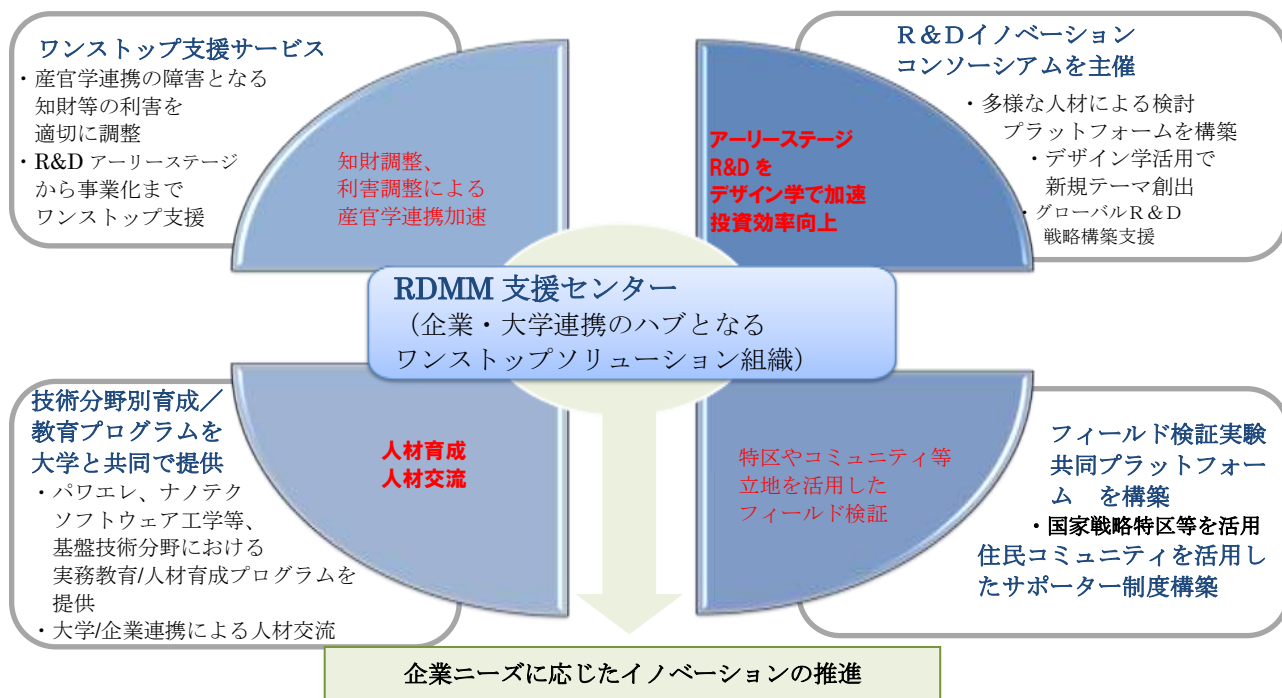 ワンストップ支援サービス
・産官学連携の障害となる
知財等の利害を
適切に調整
・R&D アーリーステージ
から事業化まで
ワンストップ支援
知財調整、
利害調整による
産官学連携加速
アーリーステージ
R&D を
デザイン学で加速
投資効率向上
R&Dイノベーション
コンソーシアムを主催
・多様な人材による検討
プラットフォームを構築
・デザイン学活用で
新規テーマ創出
・グローバルR&D
戦略構築支援
RDMM 支援センター
(企業・大学連携のハブとなる
ワンストップソリューション組織)
技術分野別育成/
教育プログラムを
大学と共同で提供
・パワエレ、ナノテク
ソフトウェア工学等、
基盤技術分野における
実務教育/人材育成プログラムを
提供
・大学/企業連携による人材交流
人材育成
人材交流
特区やコミュニティ等
立地を活用した
フィールド検証
フィールド検証実験
共同プラットフォー
ム を構築
・国家戦略特区等を活用
住民コミュニティを活用し
たサポーター制度構築
企業ニーズに応じたイノベーションの推進